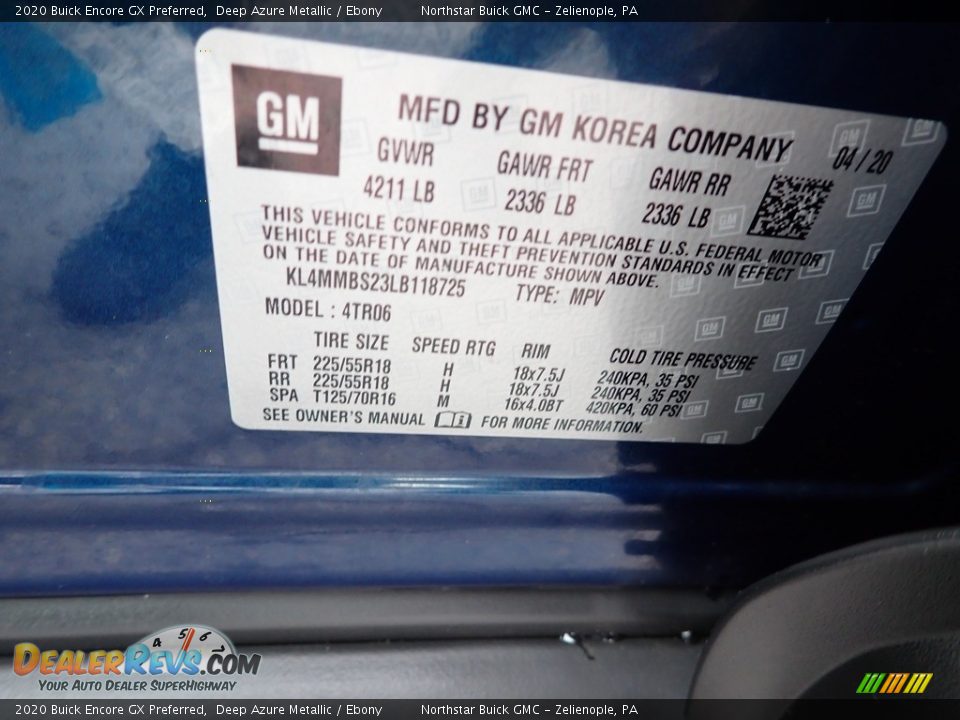 2020 Buick Encore GX Preferred, Deep Azure Metallic / Ebony Northstar Buick GMC - Zelienople, PA
GM
MFD BY GM KOREA COMPANY
04/20
GVWR GAWR FRT GAWR RR
4211 LB 2336 LB 2336 LB
THIS VEHICLE CONFORMS TO ALL APPLICABLE U.S. FEDERAL MOTOR
VEHICLE SAFETY AND THEFT PREVENTION STANDARDS IN EFFECT
ON THE DATE OF MANUFACTURE SHOWN ABOVE.
KL4MMBS23LB118725 TYPE: MPV
MODEL : 4TR06
TIRE SIZE SPEED RTG RIM COLD TIRE PRESSURE
FRT 225/55R18 H 18x7.5J 240KPA, 35 PSI
RR 225/55R18 H 18x7.5J 240KPA, 35 PSI
SPA T125/70R16 M 16x4.0BT 420KPA, 60 PSI
SEE OWNER'S MANUAL FOR MORE INFORMATION.
4 5 6
DEALERREVS.COM
YOUR AUTO DEALER SUPERHIGHWAY
2020 Buick Encore GX Preferred, Deep Azure Metallic / Ebony Northstar Buick GMC - Zelienople, PA